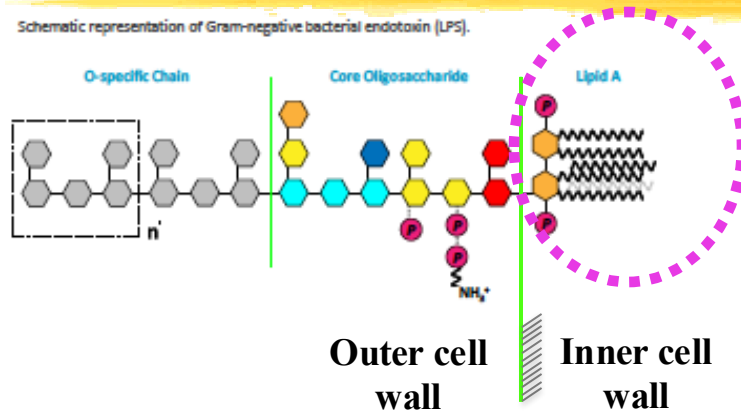 Schematic representation of Gram-negative bacterial endotoxin (LPS).
O-specific Chain
Core Oligosaccharide
Lipid A
P
n'
P
P
P
P
NH₃⁺
Outer cell
wall
Inner cell
wall